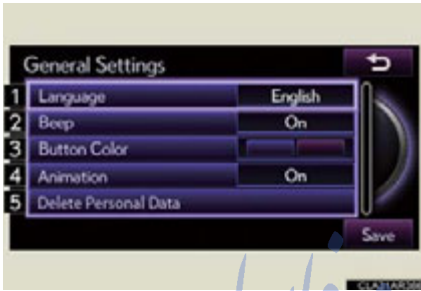 General Settings
1 Language English
2 Beep On
3 Button Color
4 Animation On
5 Delete Personal Data
Save